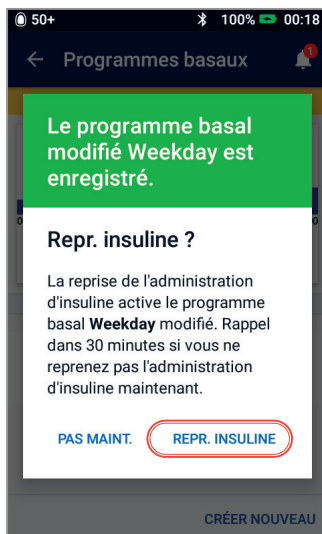 50+ 100% 00:18
Programmes basaux 1
Le programme basal
modifié Weekday est
enregistré.
Repr. insuline ?
La reprise de l'administration
d'insuline active le programme
basal Weekday modifié. Rappel
dans 30 minutes si vous ne
reprenez pas l'administration
d'insuline maintenant.
PAS MAINT. REPR. INSULINE
CRÉER NOUVEAU